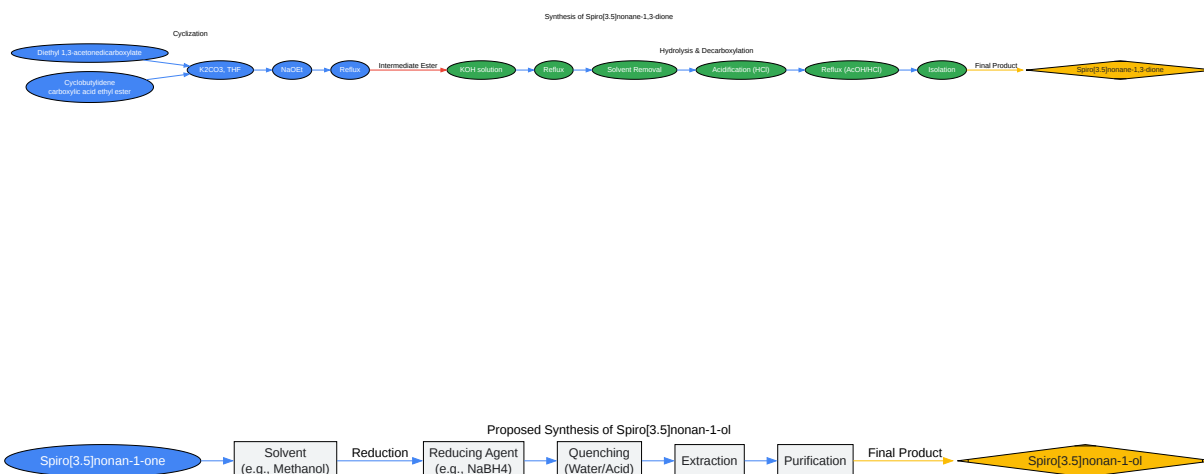 Synthesis of Spiro[3.5]nonane-1,3-dione
Cyclization
Diethyl 1,3-acetonedicarboxylate
Cyclobutylidene
carboxylic acid ethyl ester
K2CO3, THF
NaOEt
Reflux
Intermediate Ester
Hydrolysis & Decarboxylation
KOH solution
Reflux
Solvent Removal
Acidification (HCl)
Reflux (AcOH/HCl)
Isolation
Final Product
Spiro[3.5]nonane-1,3-dione
Proposed Synthesis of Spiro[3.5]nonan-1-ol
Spiro[3.5]nonan-1-one
Solvent
(e.g., Methanol)
Reduction
Reducing Agent
(e.g., NaBH4)
Quenching
(Water/Acid)
Extraction
Purification
Final Product
Spiro[3.5]nonan-1-ol